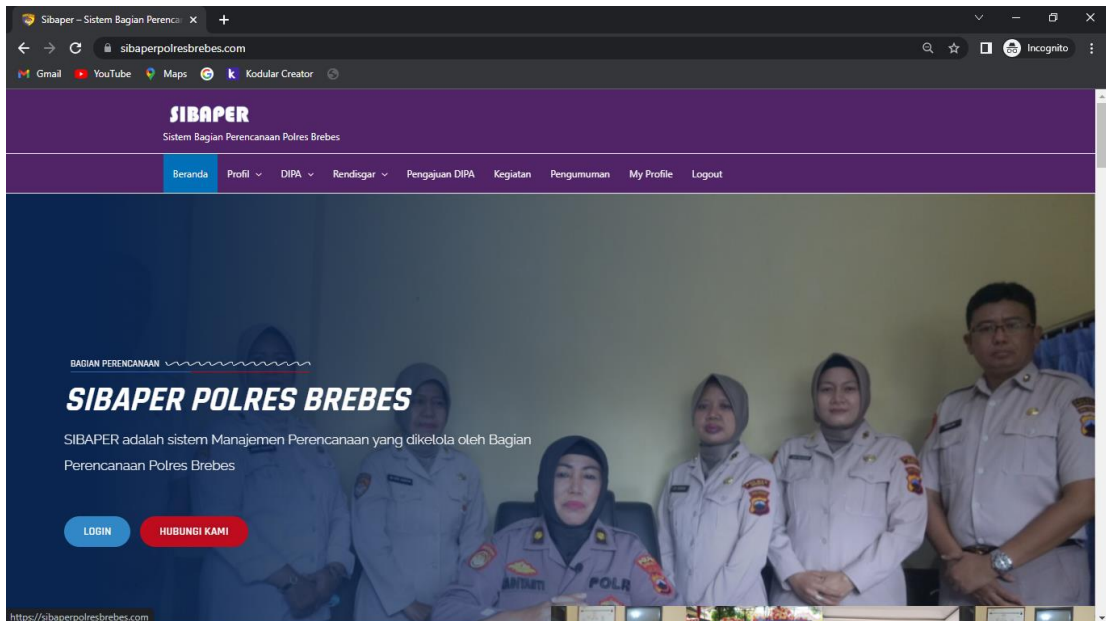 Sibaper – Sistem Bagian Perencan
sibaperpolresbrebes.com
Incognito
Gmail YouTube Maps Kodular Creator
SIBAPER
Sistem Bagian Perencanaan Polres Brebes
Beranda Profil DIPA Rendisgar Pengajuan DIPA Kegiatan Pengumuman My Profile Logout
BAGIAN PERENCANAAN
SIBAPER POLRES BREBES
SIBAPER adalah sistem Manajemen Perencanaan yang dikelola oleh Bagian
Perencanaan Polres Brebes
LOGIN HUBUNGI KAMI
https://sibaperpolresbrebes.com